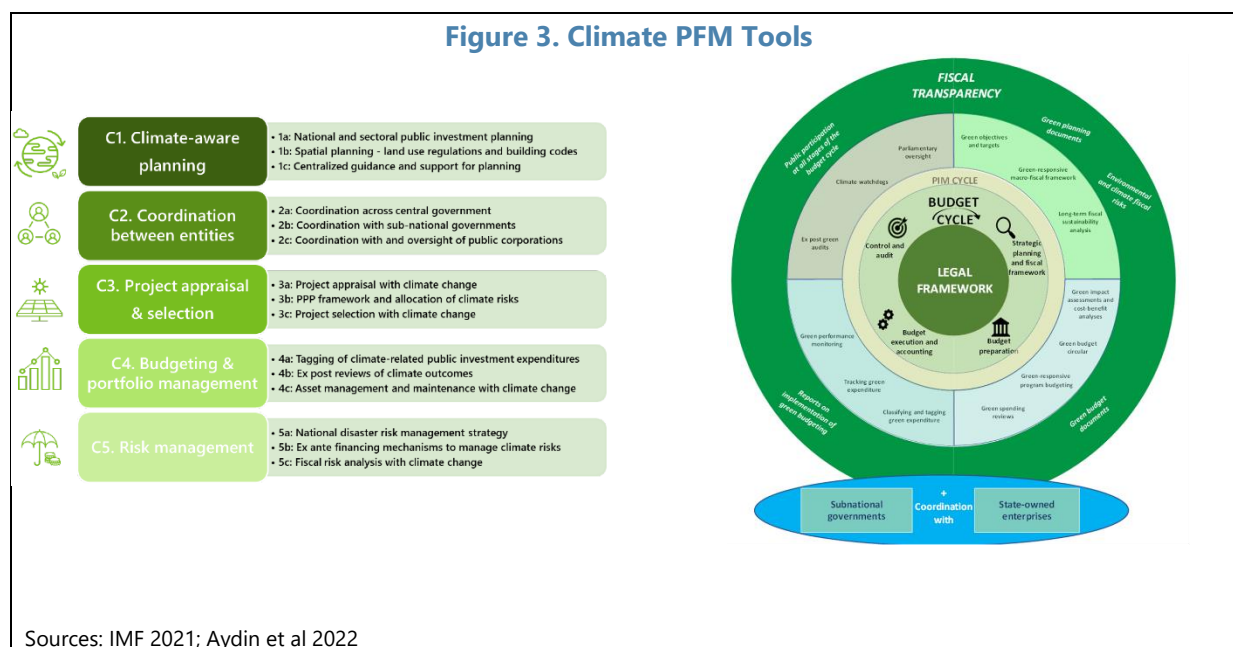 Figure 3. Climate PFM Tools
C1. Climate-aware
planning
• 1a: National and sectoral public investment planning
• 1b: Spatial planning - land use regulations and building codes
• 1c: Centralized guidance and support for planning
C2. Coordination
between entities
• 2a: Coordination across central government
• 2b: Coordination with sub-national governments
• 2c: Coordination with and oversight of public corporations
C3. Project appraisal
& selection
• 3a: Project appraisal with climate change
• 3b: PPP framework and allocation of climate risks
• 3c: Project selection with climate change
C4. Budgeting &
portfolio management
• 4a: Tagging of climate-related public investment expenditures
• 4b: Ex post reviews of climate outcomes
• 4c: Asset management and maintenance with climate change
C5. Risk management
• 5a: National disaster risk management strategy
• 5b: Ex ante financing mechanisms to manage climate risks
• 5c: Fiscal risk analysis with climate change
FISCAL
TRANSPARENCY
Public participation
at all stages of the
budget cycle
Green planning
documents
Environmental
and climate fiscal
risks
Green budget
documents
Reports on
implementation of
green budgeting
Parliamentary
oversight
Climate watchdogs
Ex post green
audits
Green objectives
and targets
Green-responsive
macro-fiscal framework
Long-term fiscal
sustainability
analysis
Green impact
assessments and
cost-benefit
analyses
Green budget
circular
Green-responsive
program budgeting
Green spending
reviews
Green performance
monitoring
Tracking green
expenditure
Classifying and tagging
green expenditure
PIM CYCLE
BUDGET
CYCLE
Control and
audit
Strategic
planning
and fiscal
framework
LEGAL
FRAMEWORK
Budget
execution and
accounting
Budget
preparation
Subnational
governments
+
Coordination
with
State-owned
enterprises
Sources: IMF 2021; Aydin et al 2022